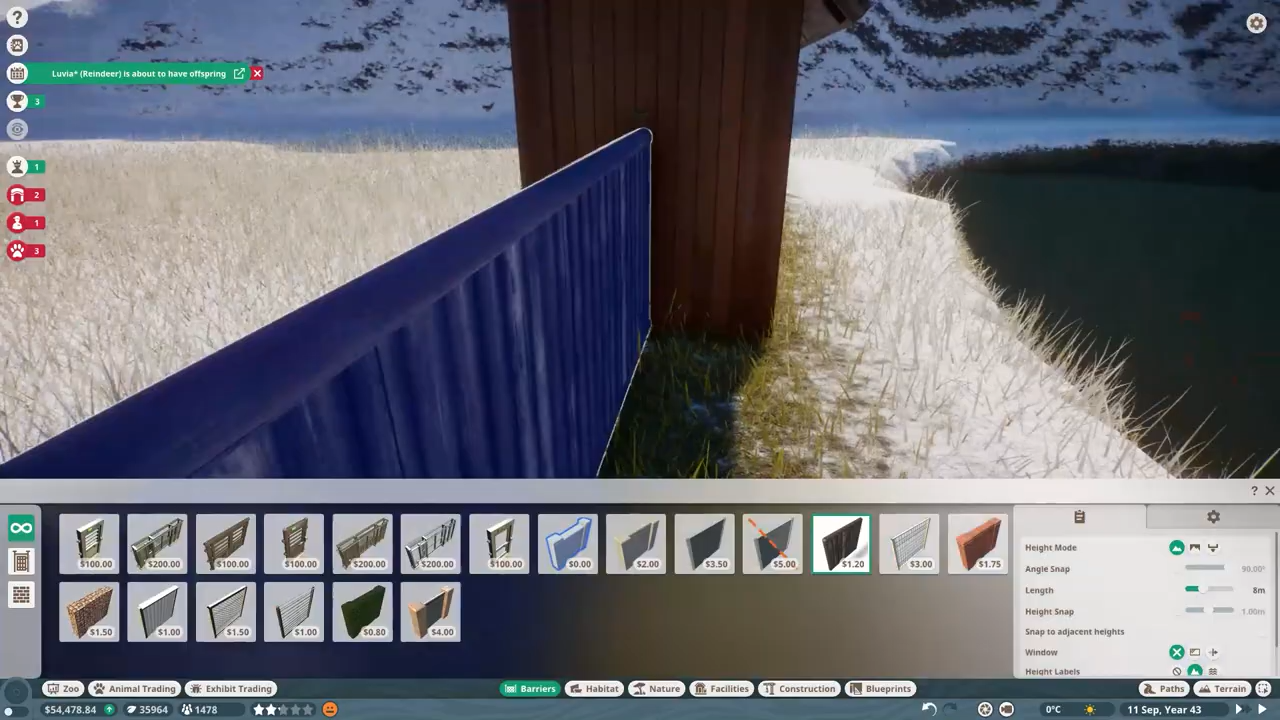 ?
Luvia* (Reindeer) is about to have offspring
3
1
2
1
3
?
$100.00 $200.00 $100.00 $100.00 $200.00 $200.00 $100.00 $0.00 $2.00 $3.50 $5.00 $1.20 $3.00 $1.75
$1.50 $1.00 $1.50 $1.00 $0.80 $4.00
Height Mode
Angle Snap 90.00°
Length 8m
Height Snap 1.00m
Snap to adjacent heights
Window
Height Labels
Zoo Animal Trading Exhibit Trading Barriers Habitat Nature Facilities Construction Blueprints Paths Terrain
$54,478.84 35964 1478 0°C 11 Sep, Year 43